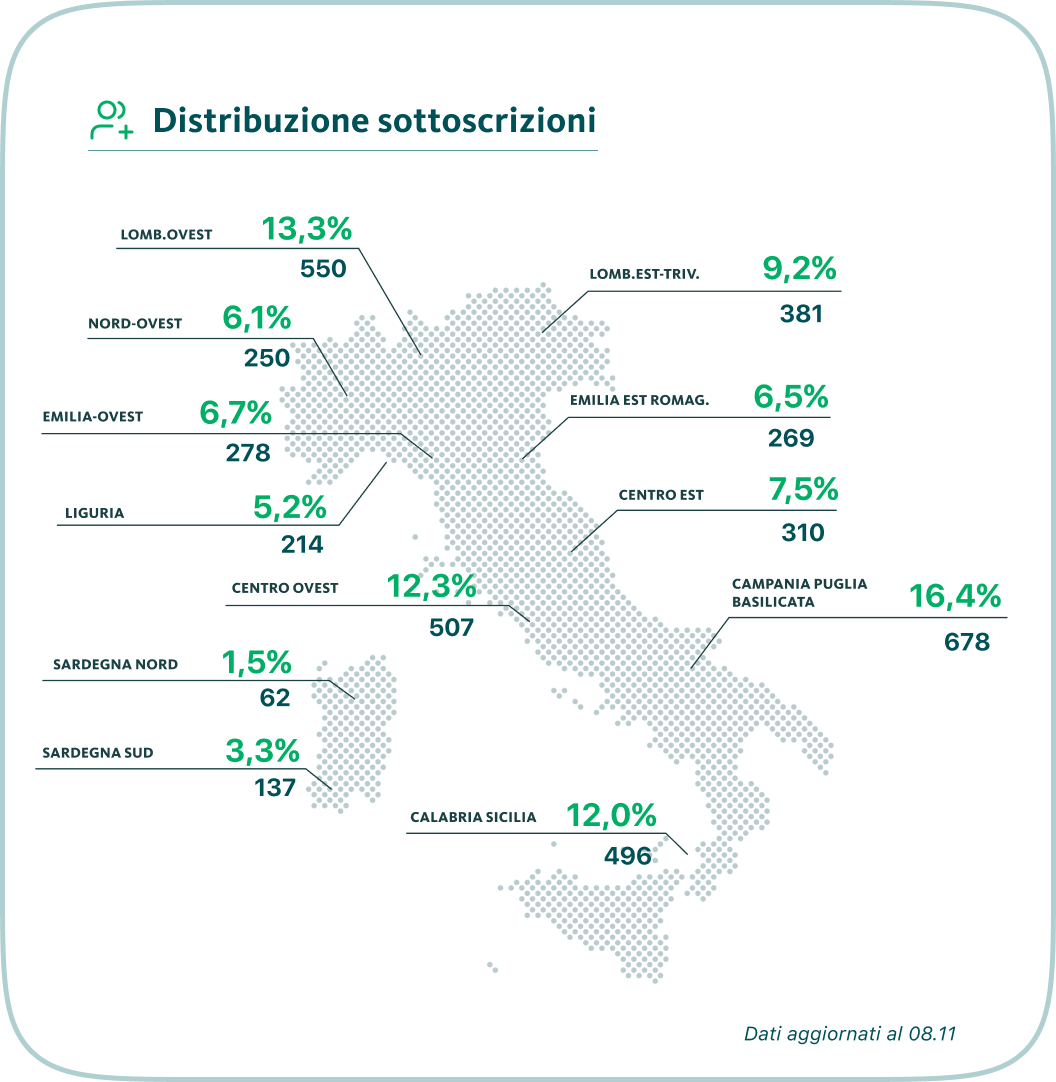 Distribuzione sottoscrizioni
LOMB.OVEST 13,3%
550
LOMB.EST-TRIV. 9,2%
381
NORD-OVEST 6,1%
250
EMILIA EST ROMAG. 6,5%
269
EMILIA-OVEST 6,7%
278
CENTRO EST 7,5%
310
LIGURIA 5,2%
214
CENTRO OVEST 12,3%
507
CAMPANIA PUGLIA
BASILICATA 16,4%
678
SARDEGNA NORD 1,5%
62
SARDEGNA SUD 3,3%
137
CALABRIA SICILIA 12,0%
496
Dati aggiornati al 08.11